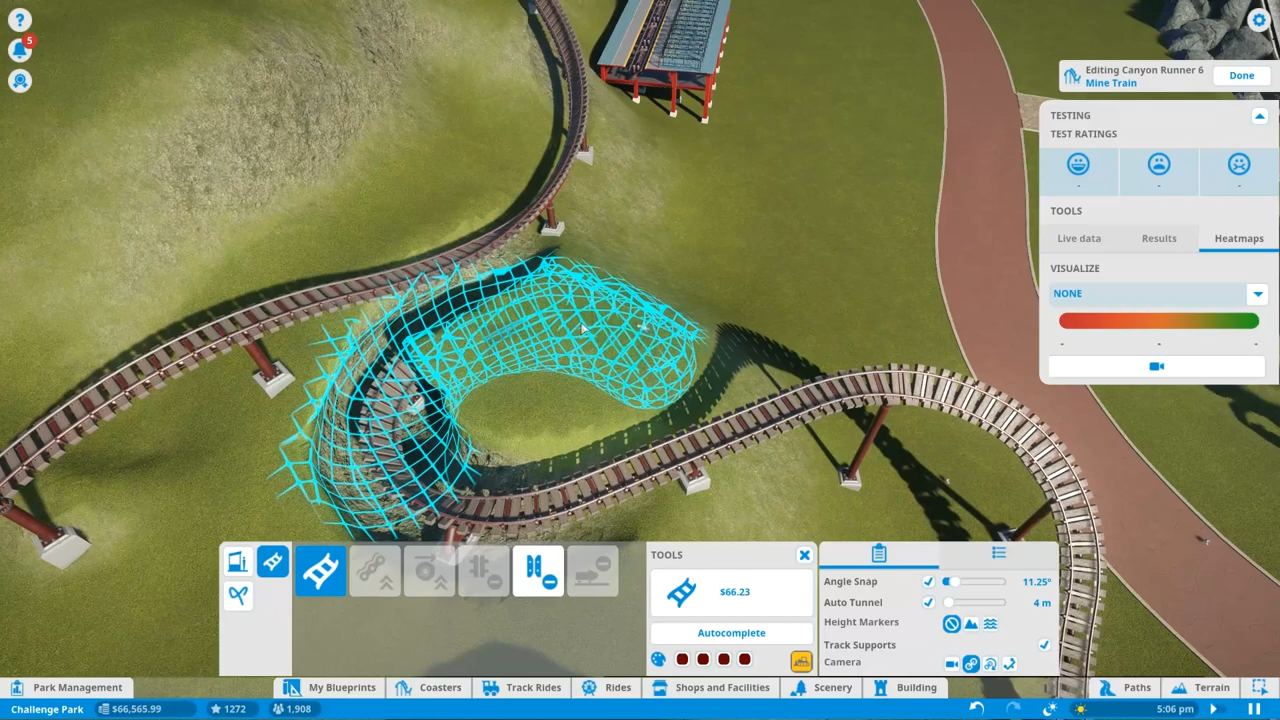 ?
5
Editing Canyon Runner 6
Mine Train
Done
TESTING
TEST RATINGS
-
-
-
TOOLS
Live data
Results
Heatmaps
VISUALIZE
NONE
-
-
-
TOOLS
$66.23
Autocomplete
Angle Snap
11.25°
Auto Tunnel
4 m
Height Markers
Track Supports
Camera
Park Management
My Blueprints
Coasters
Track Rides
Rides
Shops and Facilities
Scenery
Building
Paths
Terrain
Challenge Park
$66,565.99
1272
1,908
5:06 pm